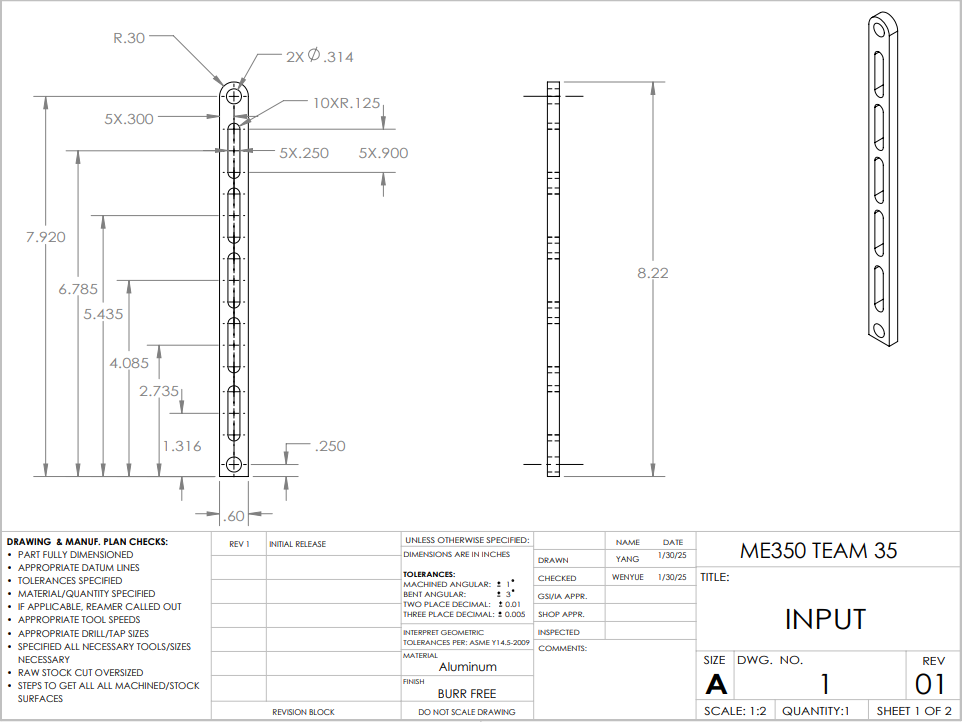 R.30
2X Ø .314
10XR.125
5X.300
5X.250
5X.900
7.920
6.785
5.435
4.085
2.735
1.316
.250
.60
8.22
DRAWING & MANUF. PLAN CHECKS:
• PART FULLY DIMENSIONED
• APPROPRIATE DATUM LINES
• TOLERANCES SPECIFIED
• MATERIAL/QUANTITY SPECIFIED
• IF APPLICABLE, REAMER CALLED OUT
• APPROPRIATE TOOL SPEEDS
• APPROPRIATE DRILL/TAP SIZES
• SPECIFIED ALL NECESSARY TOOLS/SIZES
NECESSARY
• RAW STOCK CUT OVERSIZED
• STEPS TO GET ALL ALL MACHINED/STOCK
SURFACES
REV 1 INITIAL RELEASE
REVISION BLOCK
UNLESS OTHERWISE SPECIFIED:
DIMENSIONS ARE IN INCHES
TOLERANCES:
MACHINED ANGULAR: ± 1°
BENT ANGULAR: ± 3°
TWO PLACE DECIMAL: ± 0.01
THREE PLACE DECIMAL: ± 0.005
INTERPRET GEOMETRIC
TOLERANCES PER: ASME Y14.5-2009
MATERIAL
Aluminum
FINISH
BURR FREE
DO NOT SCALE DRAWING
NAME DATE
DRAWN YANG 1/30/25
CHECKED WENYUE 1/30/25
GSI/IA APPR.
SHOP APPR.
INSPECTED
COMMENTS:
ME350 TEAM 35
TITLE:
INPUT
SIZE DWG. NO. REV
A 1 01
SCALE: 1:2 QUANTITY:1 SHEET 1 OF 2